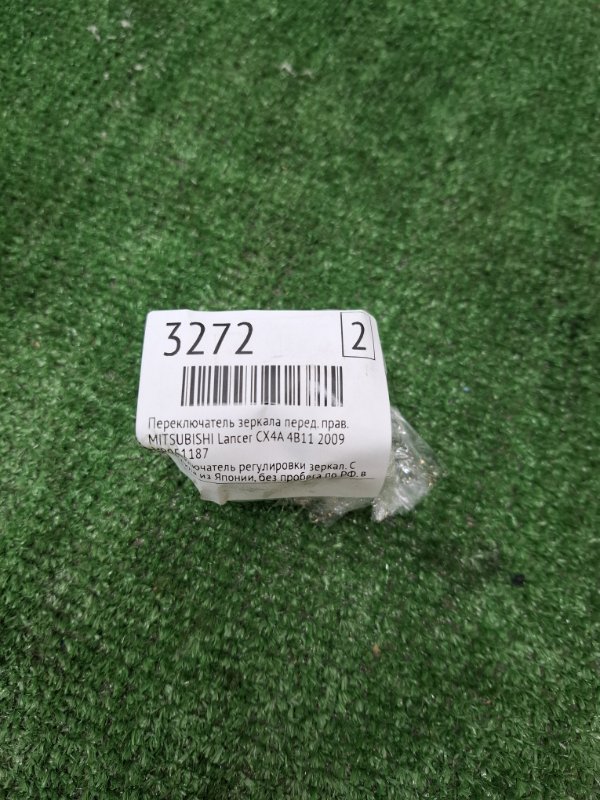 3272 2
Переключатель зеркала перед. прав.
MITSUBISHI Lancer CX4A 4B11 2009
регулировки зеркал. С
из Японии, без пробега по РФ. в